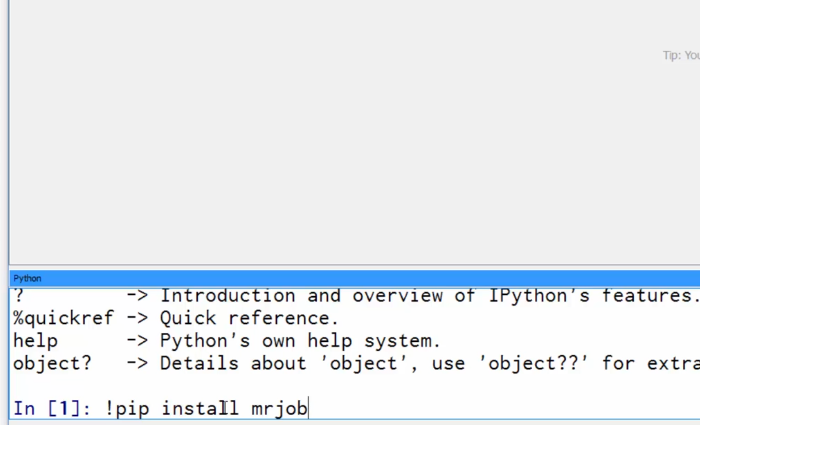 Tip: You
Python
? -> Introduction and overview of IPython's features.
%quickref -> Quick reference.
help -> Python's own help system.
object? -> Details about 'object', use 'object??' for extra
In [1]: !pip install mrjob